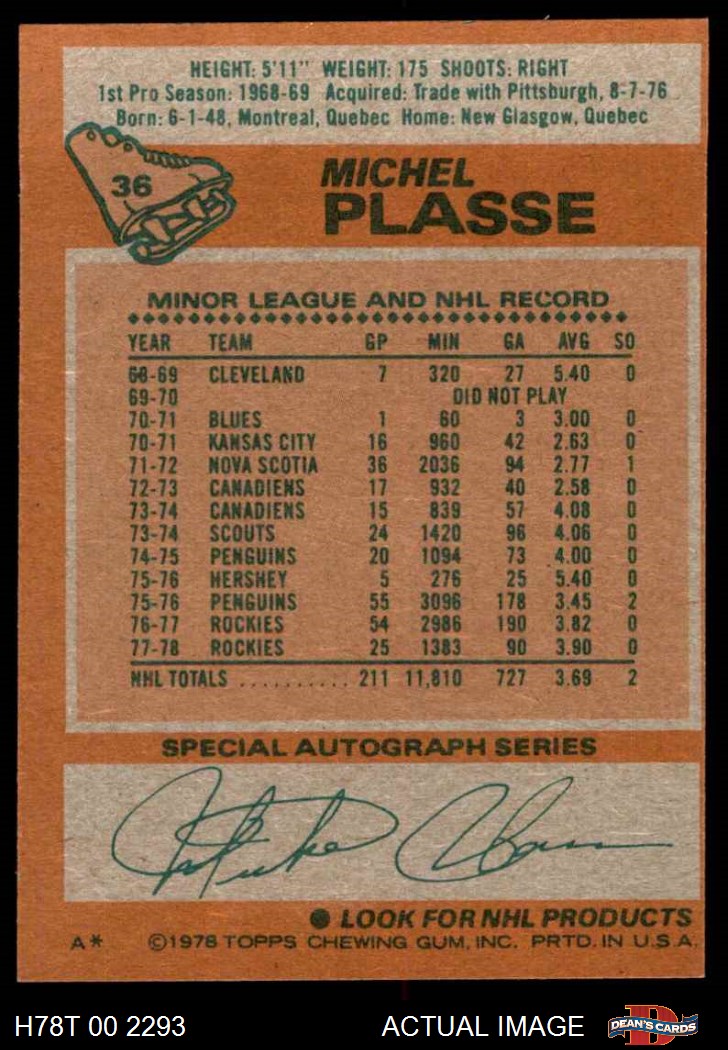 HEIGHT: 5'11" WEIGHT: 175 SHOOTS: RIGHT
1st Pro Season: 1968-69 Acquired: Trade with Pittsburgh, 8-7-76
Born: 6-1-48, Montreal, Quebec Home: New Glasgow, Quebec
36
MICHEL
PLASSE
MINOR LEAGUE AND NHL RECORD
YEAR TEAM GP MIN GA AVG SO
68-69 CLEVELAND 7 320 27 5.40 0
69-70 DID NOT PLAY
70-71 BLUES 1 60 3 3.00 0
70-71 KANSAS CITY 16 960 42 2.63 0
71-72 NOVA SCOTIA 36 2036 94 2.77 1
72-73 CANADIENS 17 932 40 2.58 0
73-74 CANADIENS 15 839 57 4.08 0
73-74 SCOUTS 24 1420 96 4.06 0
74-75 PENGUINS 20 1094 73 4.00 0
75-76 HERSHEY 5 276 25 5.40 0
75-76 PENGUINS 55 3096 178 3.45 2
76-77 ROCKIES 54 2986 190 3.82 0
77-78 ROCKIES 25 1383 90 3.90 0
NHL TOTALS .......... 211 11,810 727 3.69 2
SPECIAL AUTOGRAPH SERIES
● LOOK FOR NHL PRODUCTS
A* ©1978 TOPPS CHEWING GUM, INC. PRTD. IN U.S.A.
H78T 00 2293 ACTUAL IMAGE DEAN'S CARDS